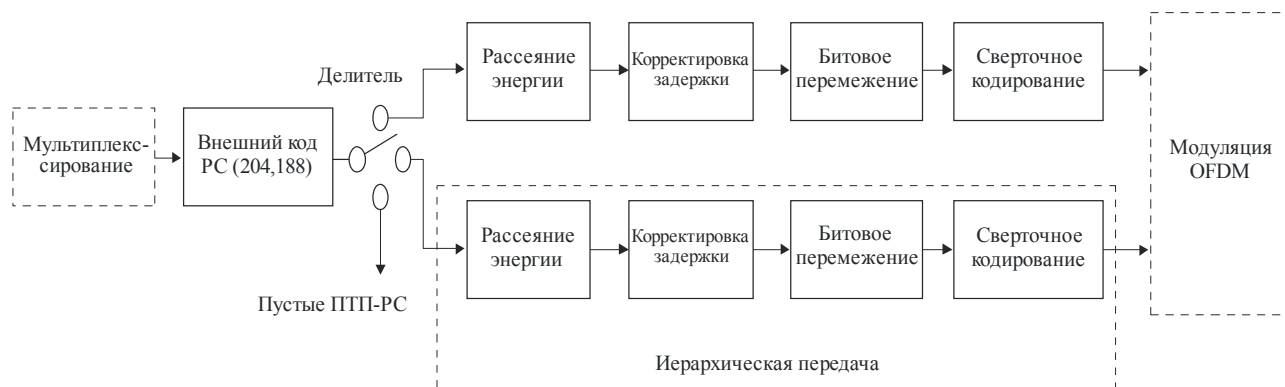 Делитель
Мультиплекс-
сирование
Внешний код
РС (204,188)
Пустые ПТП-РС
Рассеяние
энергии
Корректировка
задержки
Битовое
перемежение
Сверточное
кодирование
Рассеяние
энергии
Корректировка
задержки
Битовое
перемежение
Сверточное
кодирование
Иерархическая передача
Модуляция
OFDM